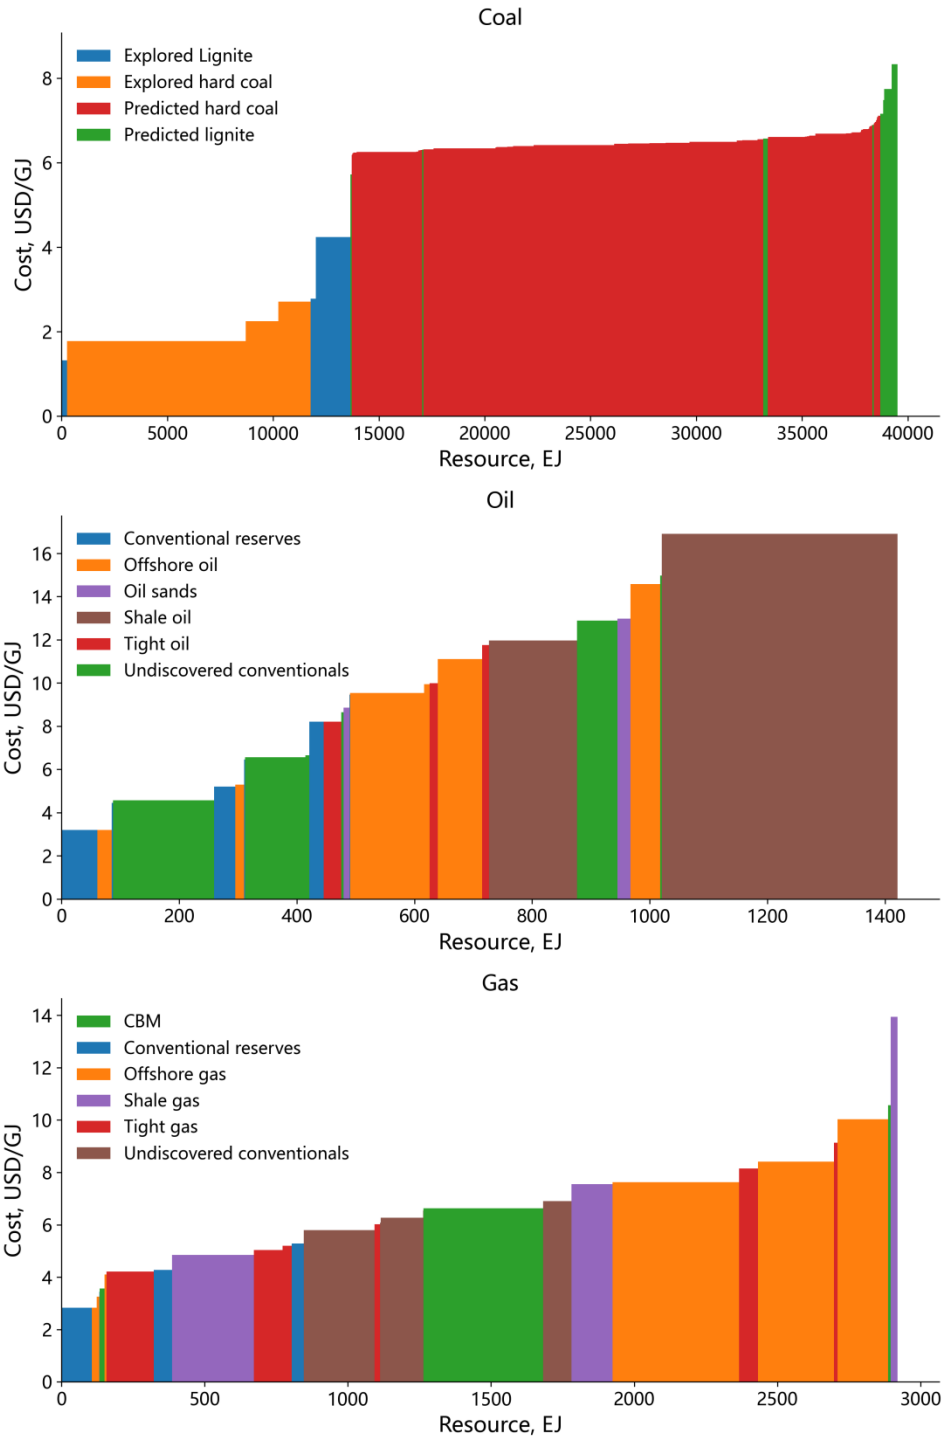 Coal
Explored Lignite
Explored hard coal
Predicted hard coal
Predicted lignite
Cost, USD/GJ
8
6
4
2
0
0 5000 10000 15000 20000 25000 30000 35000 40000
Resource, EJ
Oil
Conventional reserves
Offshore oil
Oil sands
Shale oil
Tight oil
Undiscovered conventionals
Cost, USD/GJ
16
14
12
10
8
6
4
2
0
0 200 400 600 800 1000 1200 1400
Resource, EJ
Gas
CBM
Conventional reserves
Offshore gas
Shale gas
Tight gas
Undiscovered conventionals
Cost, USD/GJ
14
12
10
8
6
4
2
0
0 500 1000 1500 2000 2500 3000
Resource, EJ